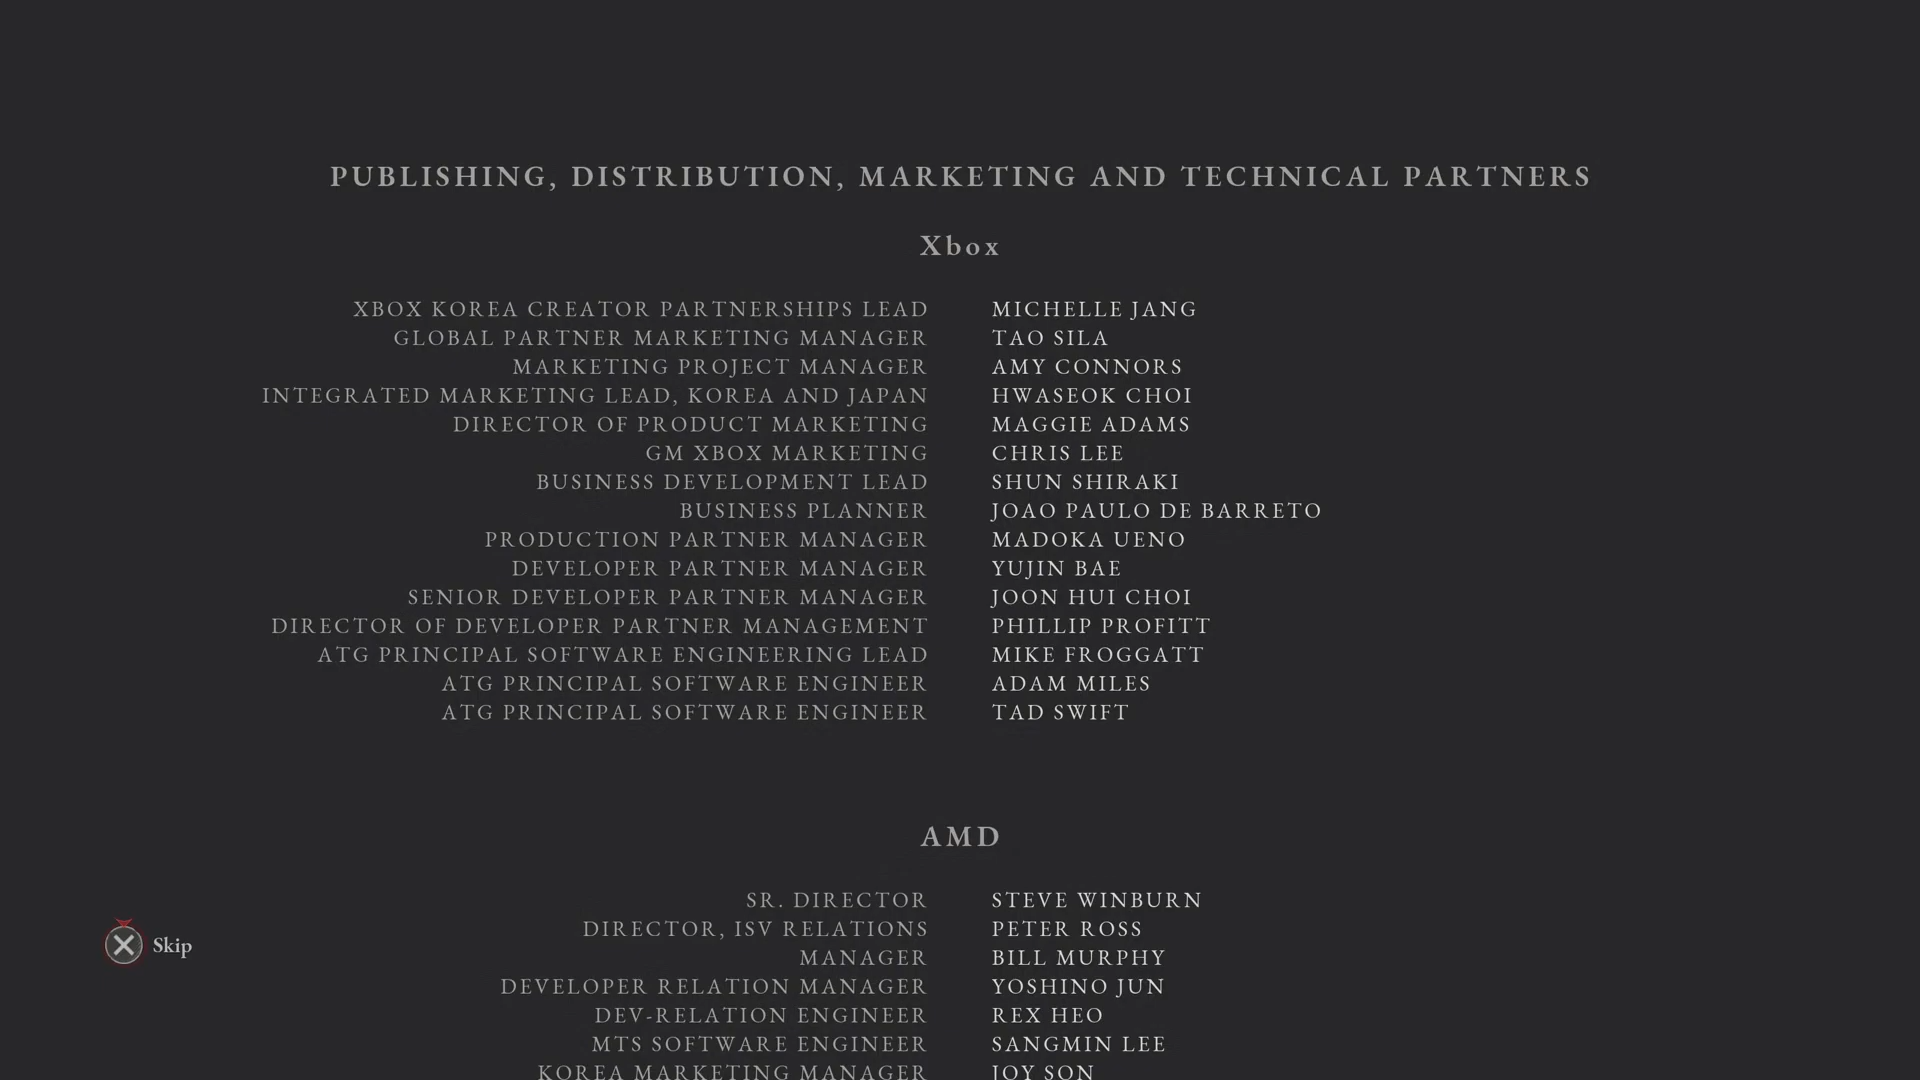 PUBLISHING, DISTRIBUTION, MARKETING AND TECHNICAL PARTNERS
Xbox
XBOX KOREA CREATOR PARTNERSHIPS LEAD MICHELLE JANG
GLOBAL PARTNER MARKETING MANAGER TAO SILA
MARKETING PROJECT MANAGER AMY CONNORS
INTEGRATED MARKETING LEAD, KOREA AND JAPAN HWASEOK CHOI
DIRECTOR OF PRODUCT MARKETING MAGGIE ADAMS
GM XBOX MARKETING CHRIS LEE
BUSINESS DEVELOPMENT LEAD SHUN SHIRAKI
BUSINESS PLANNER JOAO PAULO DE BARRETO
PRODUCTION PARTNER MANAGER MADOKA UENO
DEVELOPER PARTNER MANAGER YUJIN BAE
SENIOR DEVELOPER PARTNER MANAGER JOON HUI CHOI
DIRECTOR OF DEVELOPER PARTNER MANAGEMENT PHILLIP PROFITT
ATG PRINCIPAL SOFTWARE ENGINEERING LEAD MIKE FROGGATT
ATG PRINCIPAL SOFTWARE ENGINEER ADAM MILES
ATG PRINCIPAL SOFTWARE ENGINEER TAD SWIFT
AMD
SR. DIRECTOR STEVE WINBURN
DIRECTOR, ISV RELATIONS PETER ROSS
Skip
MANAGER BILL MURPHY
DEVELOPER RELATION MANAGER YOSHINO JUN
DEV-RELATION ENGINEER REX HEO
MTS SOFTWARE ENGINEER SANGMIN LEE
KOREA MARKETING MANAGER JOY SON